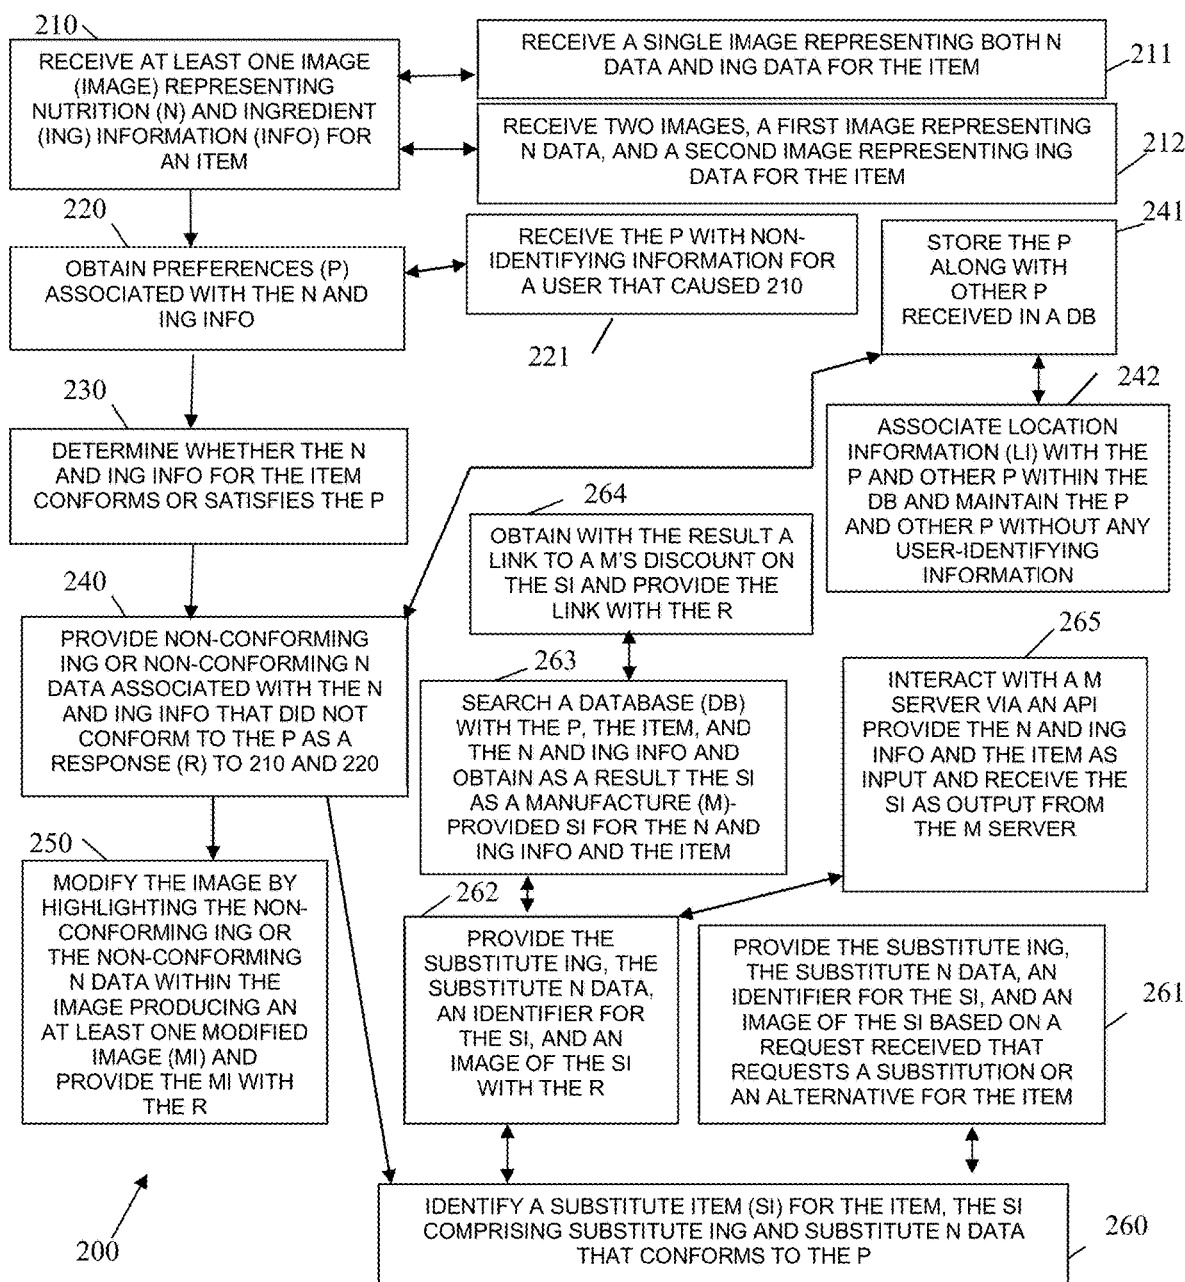 210
RECEIVE AT LEAST ONE IMAGE
(IMAGE) REPRESENTING
NUTRITION (N) AND INGREDIENT
(ING) INFORMATION (INFO) FOR
AN ITEM
RECEIVE A SINGLE IMAGE REPRESENTING BOTH N
DATA AND ING DATA FOR THE ITEM
211
RECEIVE TWO IMAGES, A FIRST IMAGE REPRESENTING
N DATA, AND A SECOND IMAGE REPRESENTING ING
DATA FOR THE ITEM
212
220
OBTAIN PREFERENCES (P)
ASSOCIATED WITH THE N AND
ING INFO
RECEIVE THE P WITH NON-
IDENTIFYING INFORMATION FOR
A USER THAT CAUSED 210
221
241
STORE THE P
ALONG WITH
OTHER P
RECEIVED IN A DB
242
ASSOCIATE LOCATION
INFORMATION (LI) WITH THE
P AND OTHER P WITHIN THE
DB AND MAINTAIN THE P
AND OTHER P WITHOUT ANY
USER-IDENTIFYING
INFORMATION
230
DETERMINE WHETHER THE N
AND ING INFO FOR THE ITEM
CONFORMS OR SATISFIES THE P
264
OBTAIN WITH THE RESULT A
LINK TO A M'S DISCOUNT ON
THE SI AND PROVIDE THE
LINK WITH THE R
240
PROVIDE NON-CONFORMING
ING OR NON-CONFORMING N
DATA ASSOCIATED WITH THE N
AND ING INFO THAT DID NOT
CONFORM TO THE P AS A
RESPONSE (R) TO 210 AND 220
263
SEARCH A DATABASE (DB)
WITH THE P, THE ITEM, AND
THE N AND ING INFO AND
OBTAIN AS A RESULT THE SI
AS A MANUFACTURE (M)-
PROVIDED SI FOR THE N AND
ING INFO AND THE ITEM
265
INTERACT WITH A M
SERVER VIA AN API
PROVIDE THE N AND ING
INFO AND THE ITEM AS
INPUT AND RECEIVE THE
SI AS OUTPUT FROM
THE M SERVER
250
MODIFY THE IMAGE BY
HIGHLIGHTING THE NON-
CONFORMING ING OR
THE NON-CONFORMING
N DATA WITHIN THE
IMAGE PRODUCING AN
AT LEAST ONE MODIFIED
IMAGE (MI) AND
PROVIDE THE MI WITH
THE R
262
PROVIDE THE
SUBSTITUTE ING, THE
SUBSTITUTE N DATA,
AN IDENTIFIER FOR
THE SI, AND AN
IMAGE OF THE SI
WITH THE R
PROVIDE THE SUBSTITUTE ING,
THE SUBSTITUTE N DATA, AN
IDENTIFIER FOR THE SI, AND AN
IMAGE OF THE SI BASED ON A
REQUEST RECEIVED THAT
REQUESTS A SUBSTITUTION OR
AN ALTERNATIVE FOR THE ITEM
261
IDENTIFY A SUBSTITUTE ITEM (SI) FOR THE ITEM, THE SI
COMPRISING SUBSTITUTE ING AND SUBSTITUTE N DATA
THAT CONFORMS TO THE P
260
200